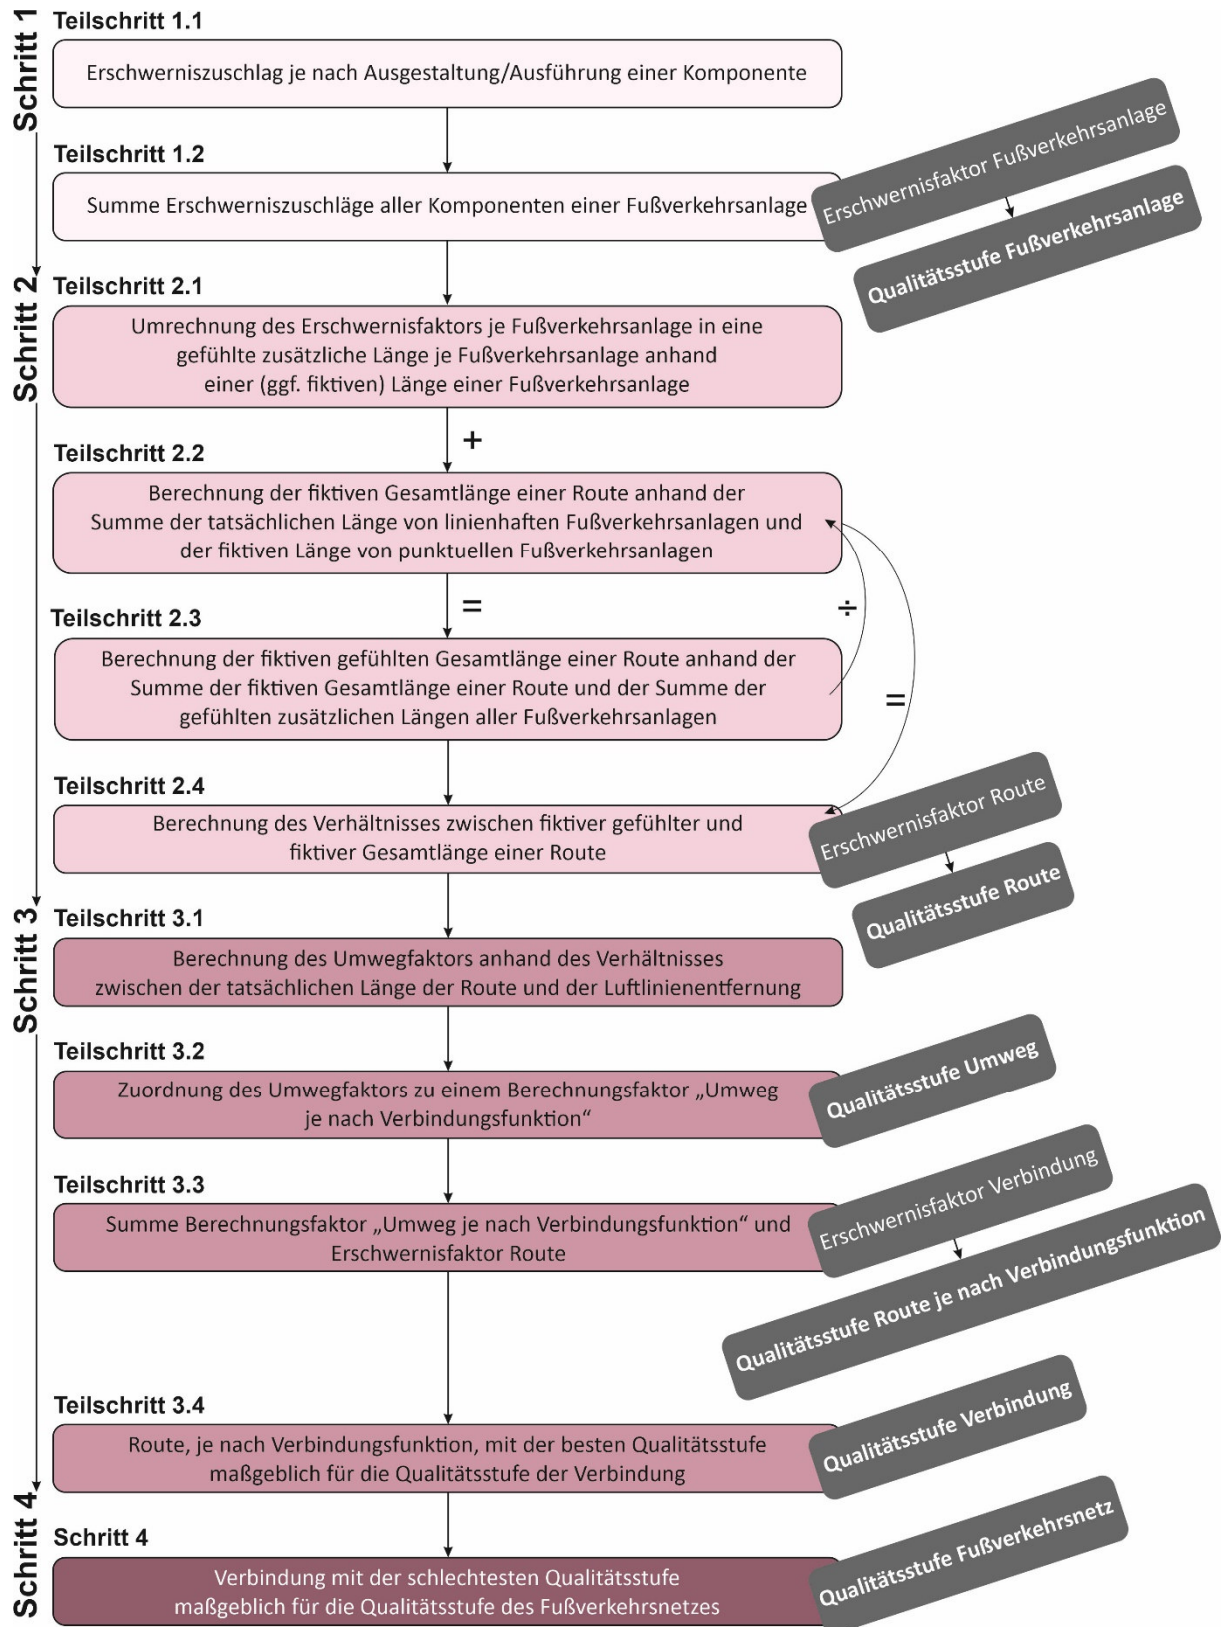 Schritt 1
Teilschritt 1.1
Erschwerniszuschlag je nach Ausgestaltung/Ausführung einer Komponente
Teilschritt 1.2
Summe Erschwerniszuschläge aller Komponenten einer Fußverkehrsanlage
Erschwernisfaktor Fußverkehrsanlage
Qualitätsstufe Fußverkehrsanlage
Schritt 2
Teilschritt 2.1
Umrechnung des Erschwernisfaktors je Fußverkehrsanlage in eine
gefühlte zusätzliche Länge je Fußverkehrsanlage anhand
einer (ggf. fiktiven) Länge einer Fußverkehrsanlage
+
Teilschritt 2.2
Berechnung der fiktiven Gesamtlänge einer Route anhand der
Summe der tatsächlichen Länge von linienhaften Fußverkehrsanlagen und
der fiktiven Länge von punktuellen Fußverkehrsanlagen
=
÷
Teilschritt 2.3
Berechnung der fiktiven gefühlten Gesamtlänge einer Route anhand der
Summe der fiktiven Gesamtlänge einer Route und der Summe der
gefühlten zusätzlichen Längen aller Fußverkehrsanlagen
=
Teilschritt 2.4
Berechnung des Verhältnisses zwischen fiktiver gefühlter und
fiktiver Gesamtlänge einer Route
Erschwernisfaktor Route
Qualitätsstufe Route
Schritt 3
Teilschritt 3.1
Berechnung des Umwegfaktors anhand des Verhältnisses
zwischen der tatsächlichen Länge der Route und der Luftlinienentfernung
Teilschritt 3.2
Zuordnung des Umwegfaktors zu einem Berechnungsfaktor „Umweg
je nach Verbindungsfunktion“
Qualitätsstufe Umweg
Teilschritt 3.3
Summe Berechnungsfaktor „Umweg je nach Verbindungsfunktion“ und
Erschwernisfaktor Route
Erschwernisfaktor Verbindung
Qualitätsstufe Route je nach Verbindungsfunktion
Teilschritt 3.4
Route, je nach Verbindungsfunktion, mit der besten Qualitätsstufe
maßgeblich für die Qualitätsstufe der Verbindung
Qualitätsstufe Verbindung
Schritt 4
Schritt 4
Verbindung mit der schlechtesten Qualitätsstufe
maßgeblich für die Qualitätsstufe des Fußverkehrsnetzes
Qualitätsstufe Fußverkehrsnetz